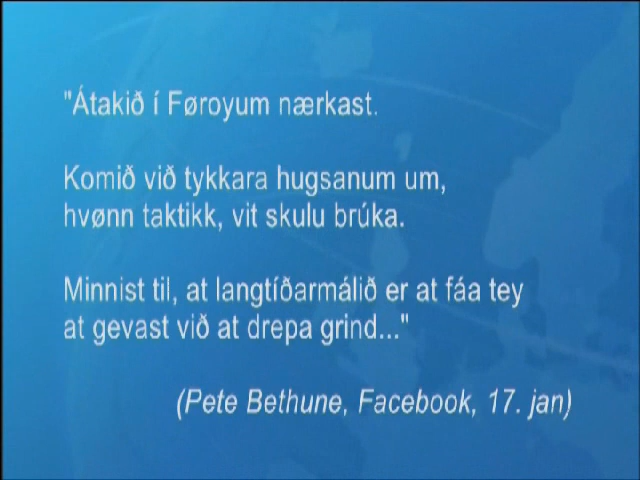 "Átakið í Føroyum nærkast.
Komið við tykkara hugsanum um,
hvønn taktikk, vit skulu brúka.
Minnist til, at langtíðarmálið er at fáa tey
at gevast við at drepa grind..."
(Pete Bethune, Facebook, 17. jan)